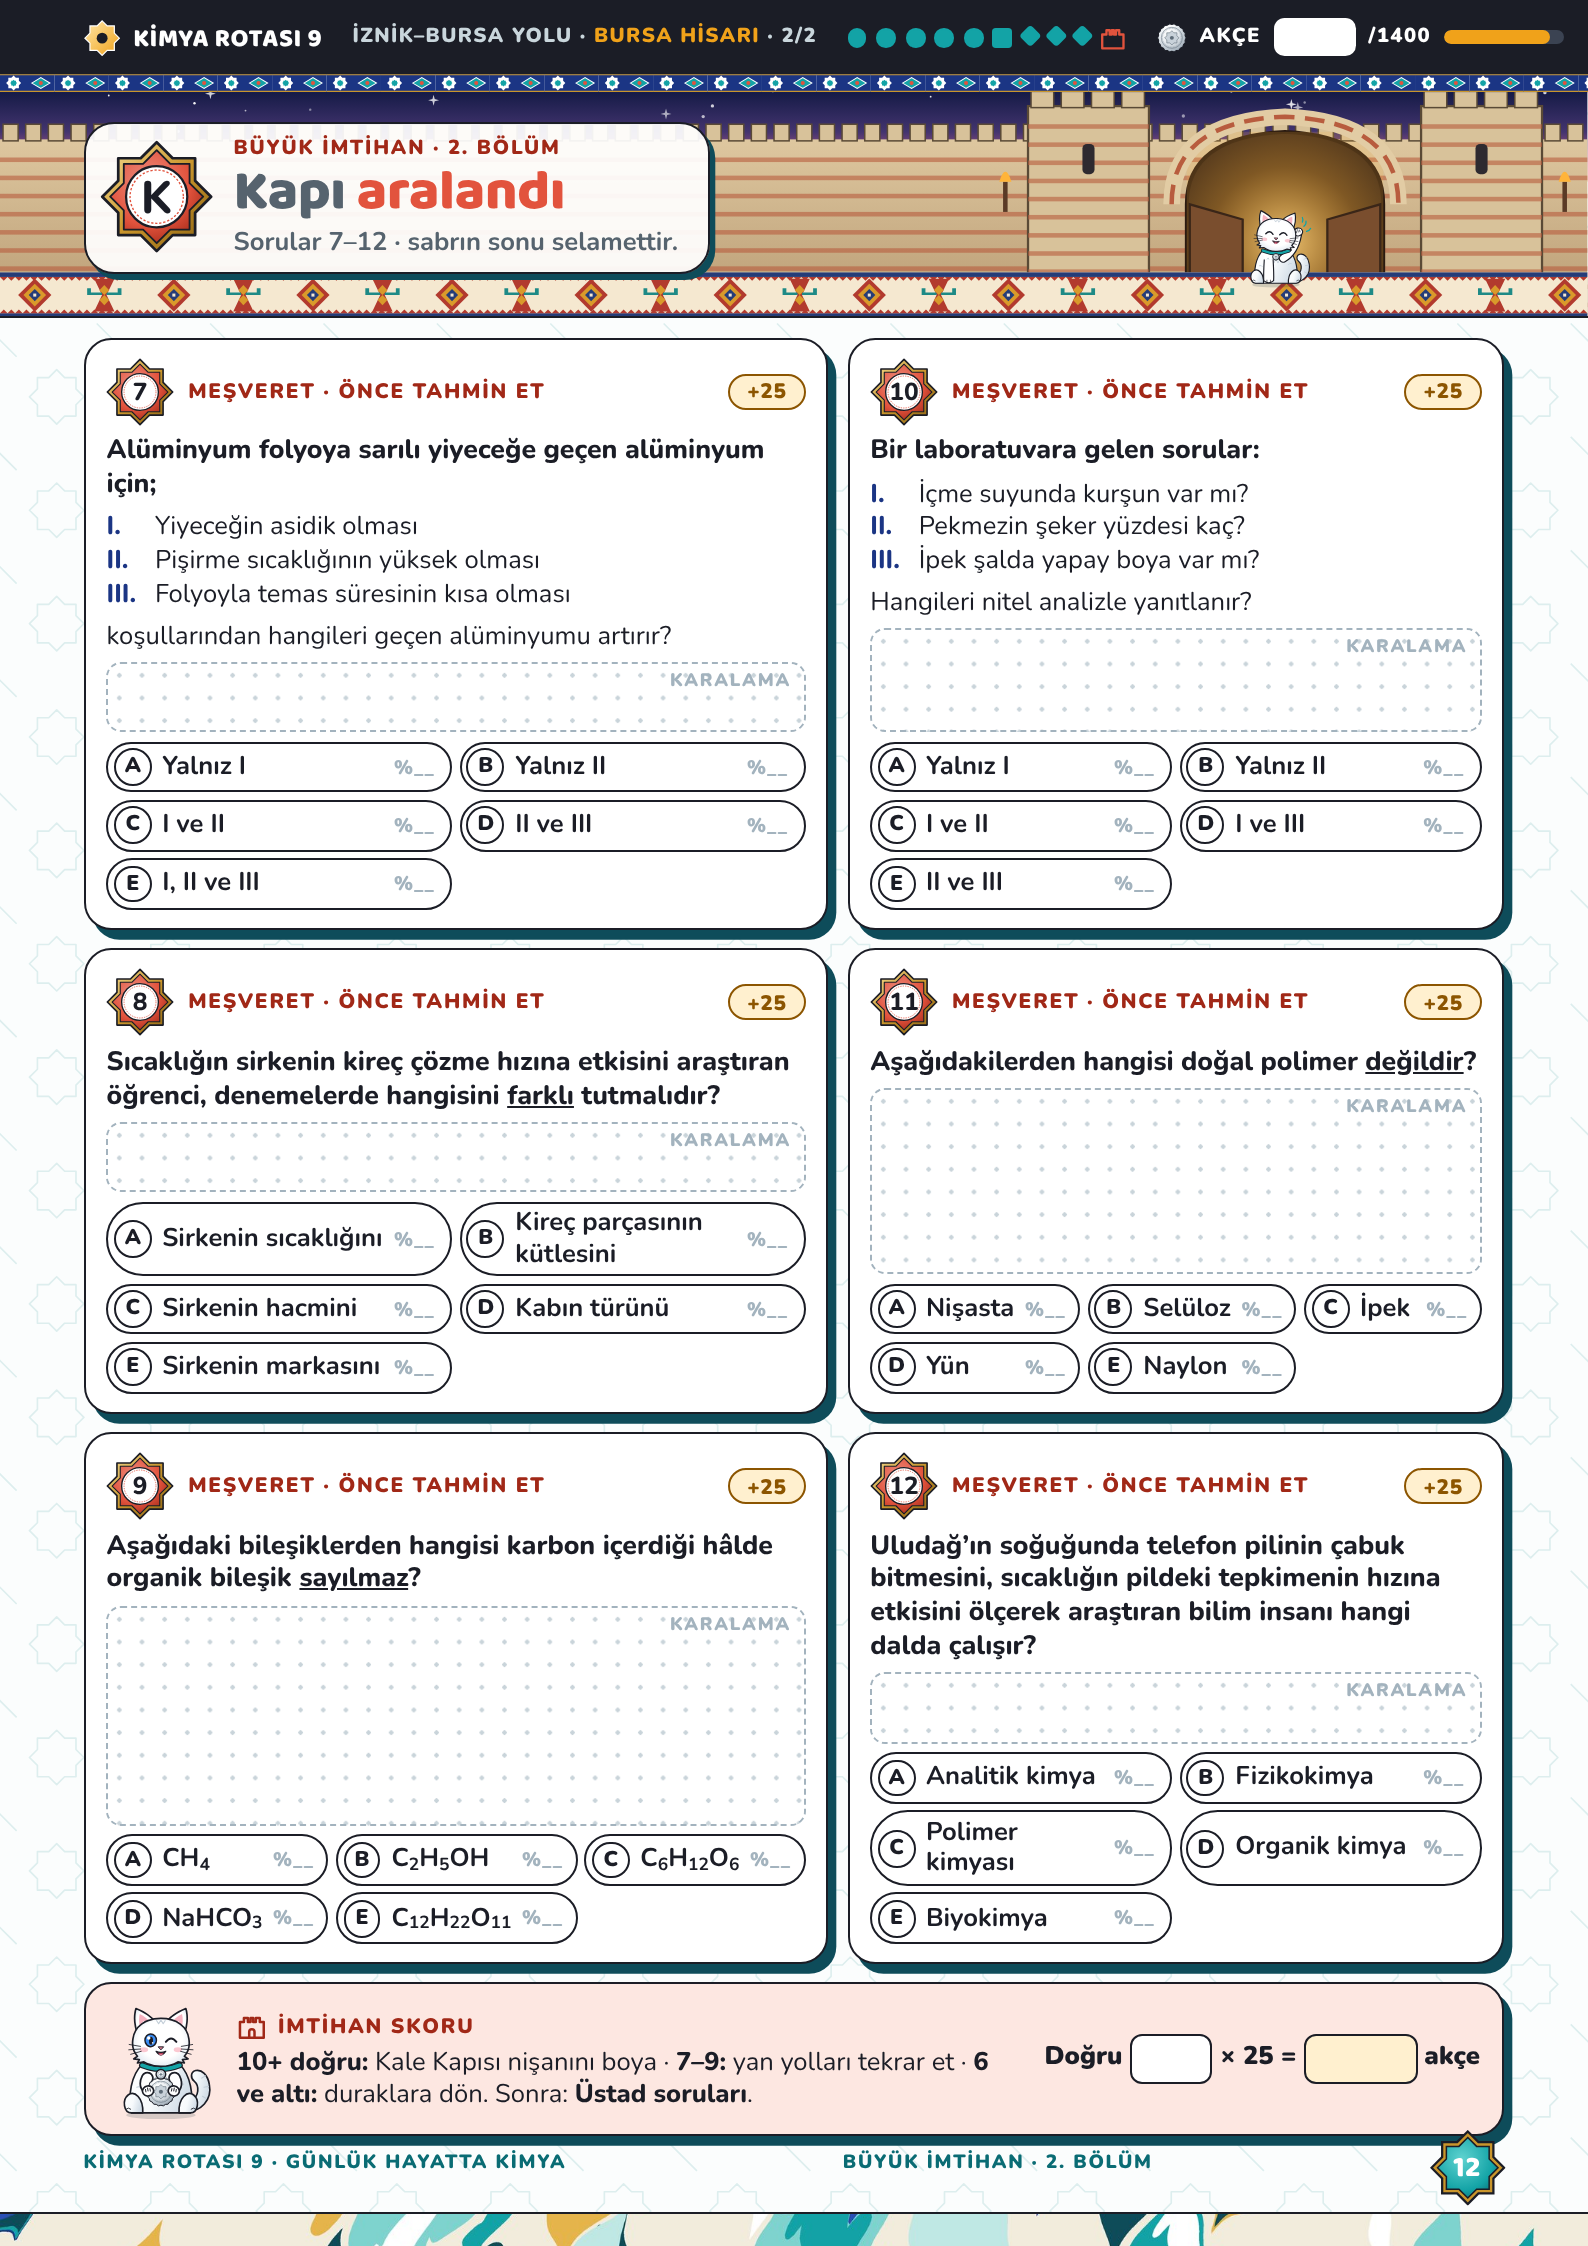 KİMYA ROTASI 9
İZNİK–BURSA YOLU · BURSA HİSARI · 2/2
AKÇE /1400
BÜYÜK İMTİHAN · 2. BÖLÜM
K
Kapı aralandı
Sorular 7–12 · sabrın sonu selamettir.
7 MEŞVERET · ÖNCE TAHMİN ET +25
Alüminyum folyoya sarılı yiyeceğe geçen alüminyum
için;
I. Yiyeceğin asidik olması
II. Pişirme sıcaklığının yüksek olması
III. Folyoyla temas süresinin kısa olması
koşullarından hangileri geçen alüminyumu artırır?
KARALAMA
A Yalnız I %__ B Yalnız II %__
C I ve II %__ D II ve III %__
E I, II ve III %__
8 MEŞVERET · ÖNCE TAHMİN ET +25
Sıcaklığın sirkenin kireç çözme hızına etkisini araştıran
öğrenci, denemelerde hangisini farklı tutmalıdır?
KARALAMA
A Sirkenin sıcaklığını %__ B Kireç parçasının
kütlesini %__
C Sirkenin hacmini %__ D Kabın türünü %__
E Sirkenin markasını %__
9 MEŞVERET · ÖNCE TAHMİN ET +25
Aşağıdaki bileşiklerden hangisi karbon içerdiği hâlde
organik bileşik sayılmaz?
KARALAMA
A CH₄ %__ B C₂H₅OH %__ C C₆H₁₂O₆ %__
D NaHCO₃ %__ E C₁₂H₂₂O₁₁ %__
10 MEŞVERET · ÖNCE TAHMİN ET +25
Bir laboratuvara gelen sorular:
I. İçme suyunda kurşun var mı?
II. Pekmezin şeker yüzdesi kaç?
III. İpek şalda yapay boya var mı?
Hangileri nitel analizle yanıtlanır?
KARALAMA
A Yalnız I %__ B Yalnız II %__
C I ve II %__ D I ve III %__
E II ve III %__
11 MEŞVERET · ÖNCE TAHMİN ET +25
Aşağıdakilerden hangisi doğal polimer değildir?
KARALAMA
A Nişasta %__ B Selüloz %__ C İpek %__
D Yün %__ E Naylon %__
12 MEŞVERET · ÖNCE TAHMİN ET +25
Uludağ’ın soğuğunda telefon pilinin çabuk
bitmesini, sıcaklığın pildeki tepkimenin hızına
etkisini ölçerek araştıran bilim insanı hangi
dalda çalışır?
KARALAMA
A Analitik kimya %__ B Fizikokimya %__
C Polimer
kimyası %__ D Organik kimya %__
E Biyokimya %__
İMTİHAN SKORU
10+ doğru: Kale Kapısı nişanını boya · 7–9: yan yolları tekrar et · 6
ve altı: duraklara dön. Sonra: Üstad soruları.
Doğru × 25 = akçe
KİMYA ROTASI 9 · GÜNLÜK HAYATTA KİMYA
BÜYÜK İMTİHAN · 2. BÖLÜM
12